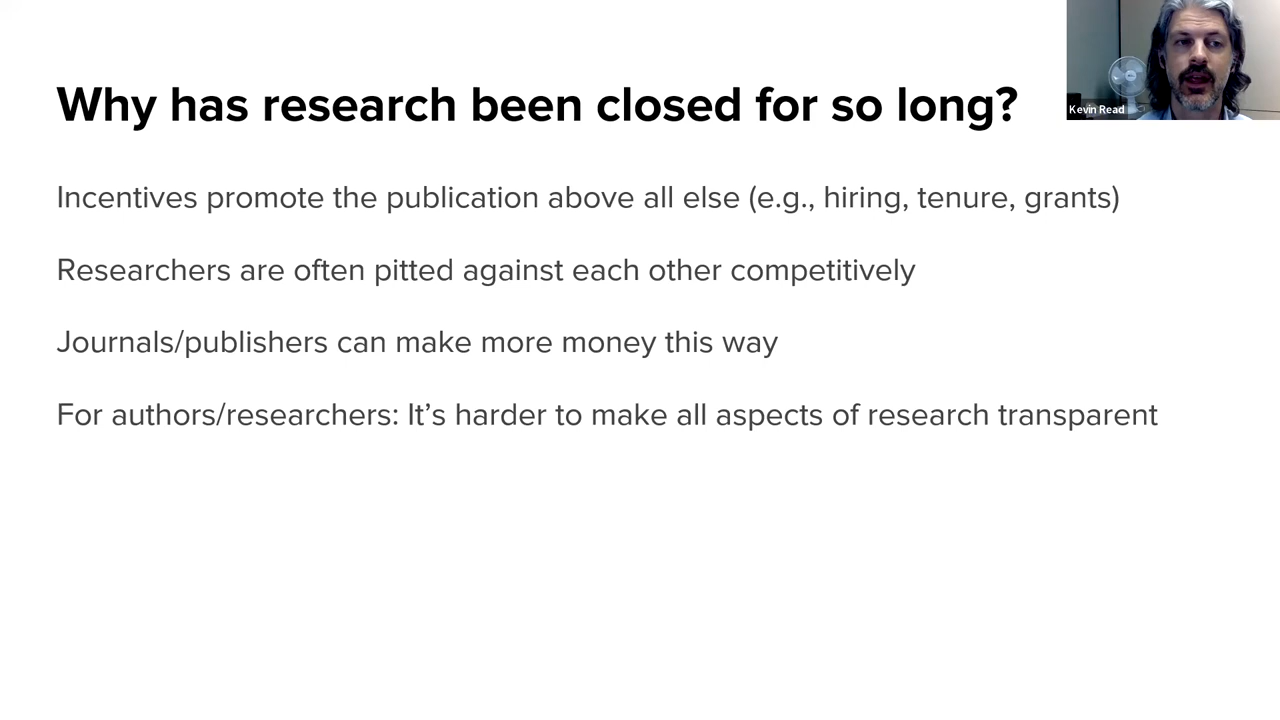 Why has research been closed for so long?
Kevin Read
Incentives promote the publication above all else (e.g., hiring, tenure, grants)
Researchers are often pitted against each other competitively
Journals/publishers can make more money this way
For authors/researchers: It’s harder to make all aspects of research transparent